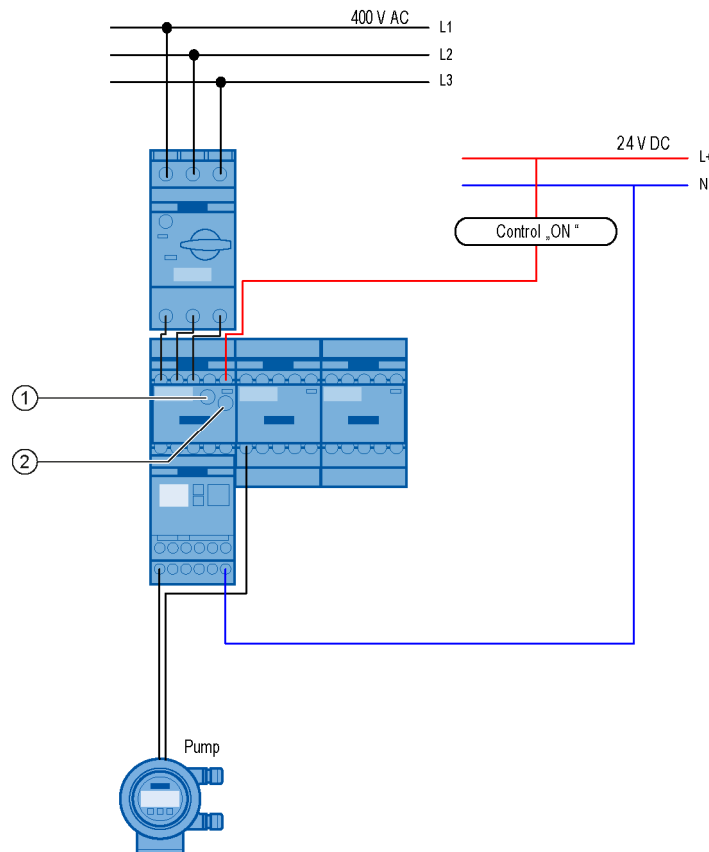 400 V AC
L1
L2
L3
24 V DC
L+
N
Control „ON “
1
2
Pump